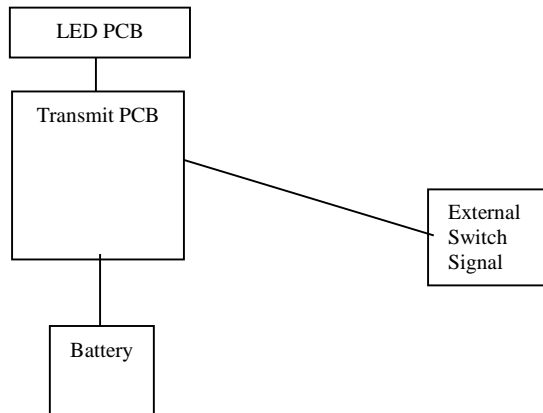 LED PCB
Transmit PCB
External
Switch
Signal
Battery